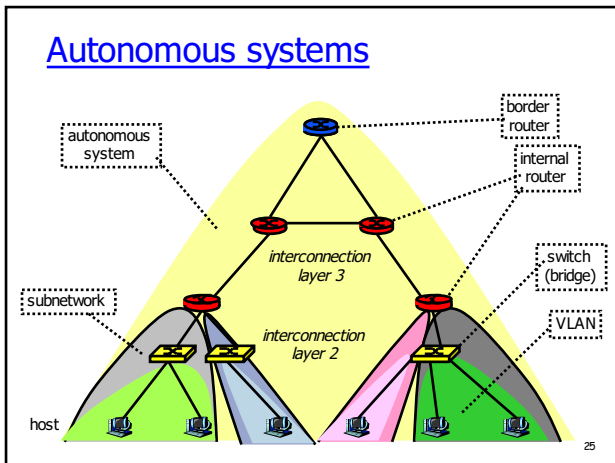 Autonomous systems
border
router
autonomous
system
internal
router
interconnection
layer 3
switch
(bridge)
subnetwork
interconnection
layer 2
VLAN
host
25